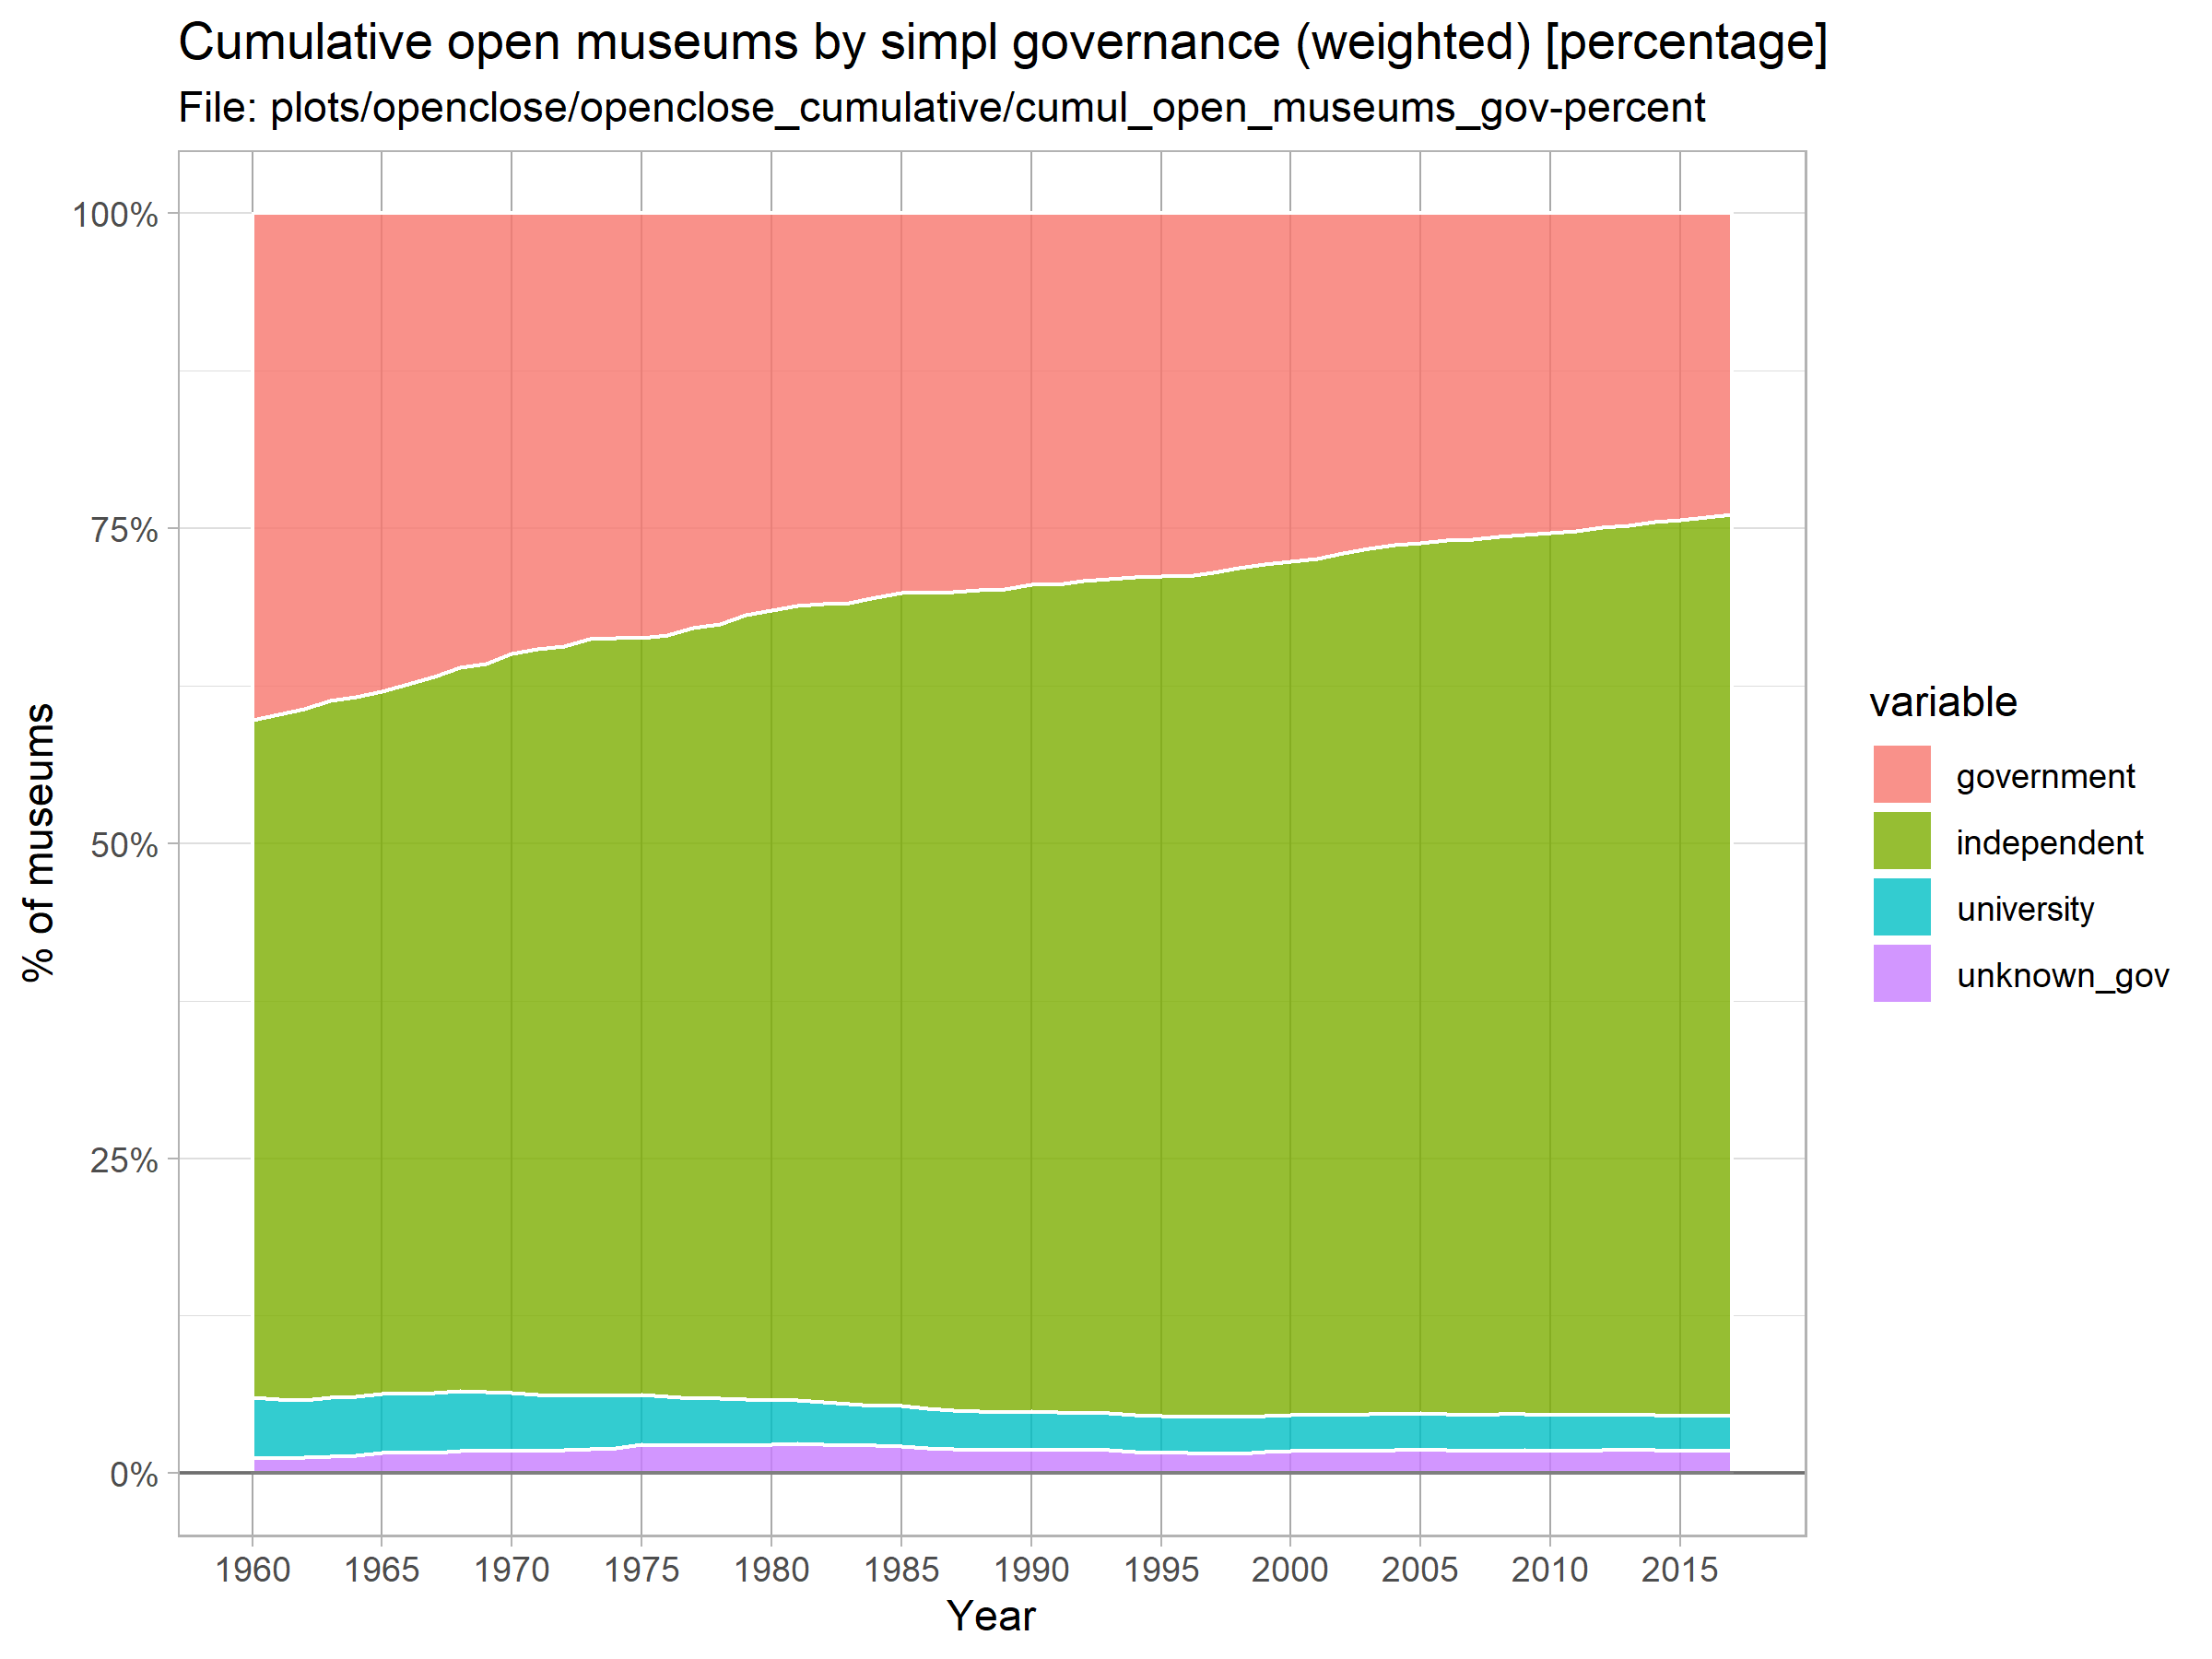 Cumulative open museums by simpl governance (weighted) [percentage]
File: plots/openclose/openclose_cumulative/cumul_open_museums_gov-percent
100%
75%
50%
25%
0%
% of museums
1960 1965 1970 1975 1980 1985 1990 1995 2000 2005 2010 2015
Year
variable
government
independent
university
unknown_gov